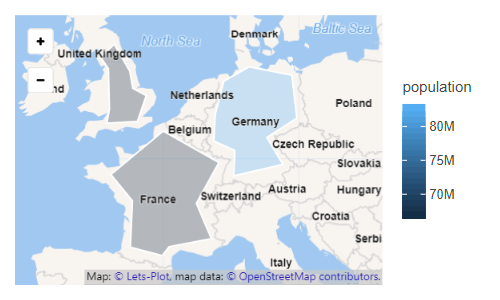 +
−
North Sea
Denmark
Baltic Sea
United Kingdom
nd
Netherlands
Poland
Belgium
Germany
Czech Republic
Slovakia
France
Switzerland
Austria
Hungary
Croatia
Serbi
Italy
Map: © Lets-Plot, map data: © OpenStreetMap contributors.
population
80M
75M
70M